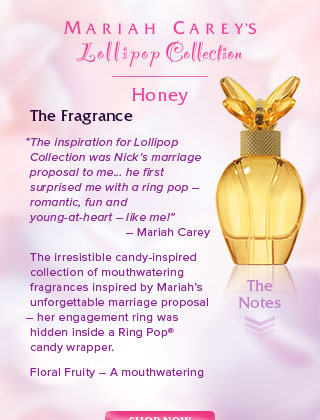 MARIAH CAREY'S
Lollipop Collection
Honey
The Fragrance
“The inspiration for Lollipop
Collection was Nick’s marriage
proposal to me... he first
surprised me with a ring pop –
romantic, fun and
young-at-heart – like me!”
– Mariah Carey
The irresistible candy-inspired
collection of mouthwatering
fragrances inspired by Mariah’s
unforgettable marriage proposal
– her engagement ring was
hidden inside a Ring Pop®
candy wrapper.
Floral Fruity – A mouthwatering
The
Notes
SHOP NOW